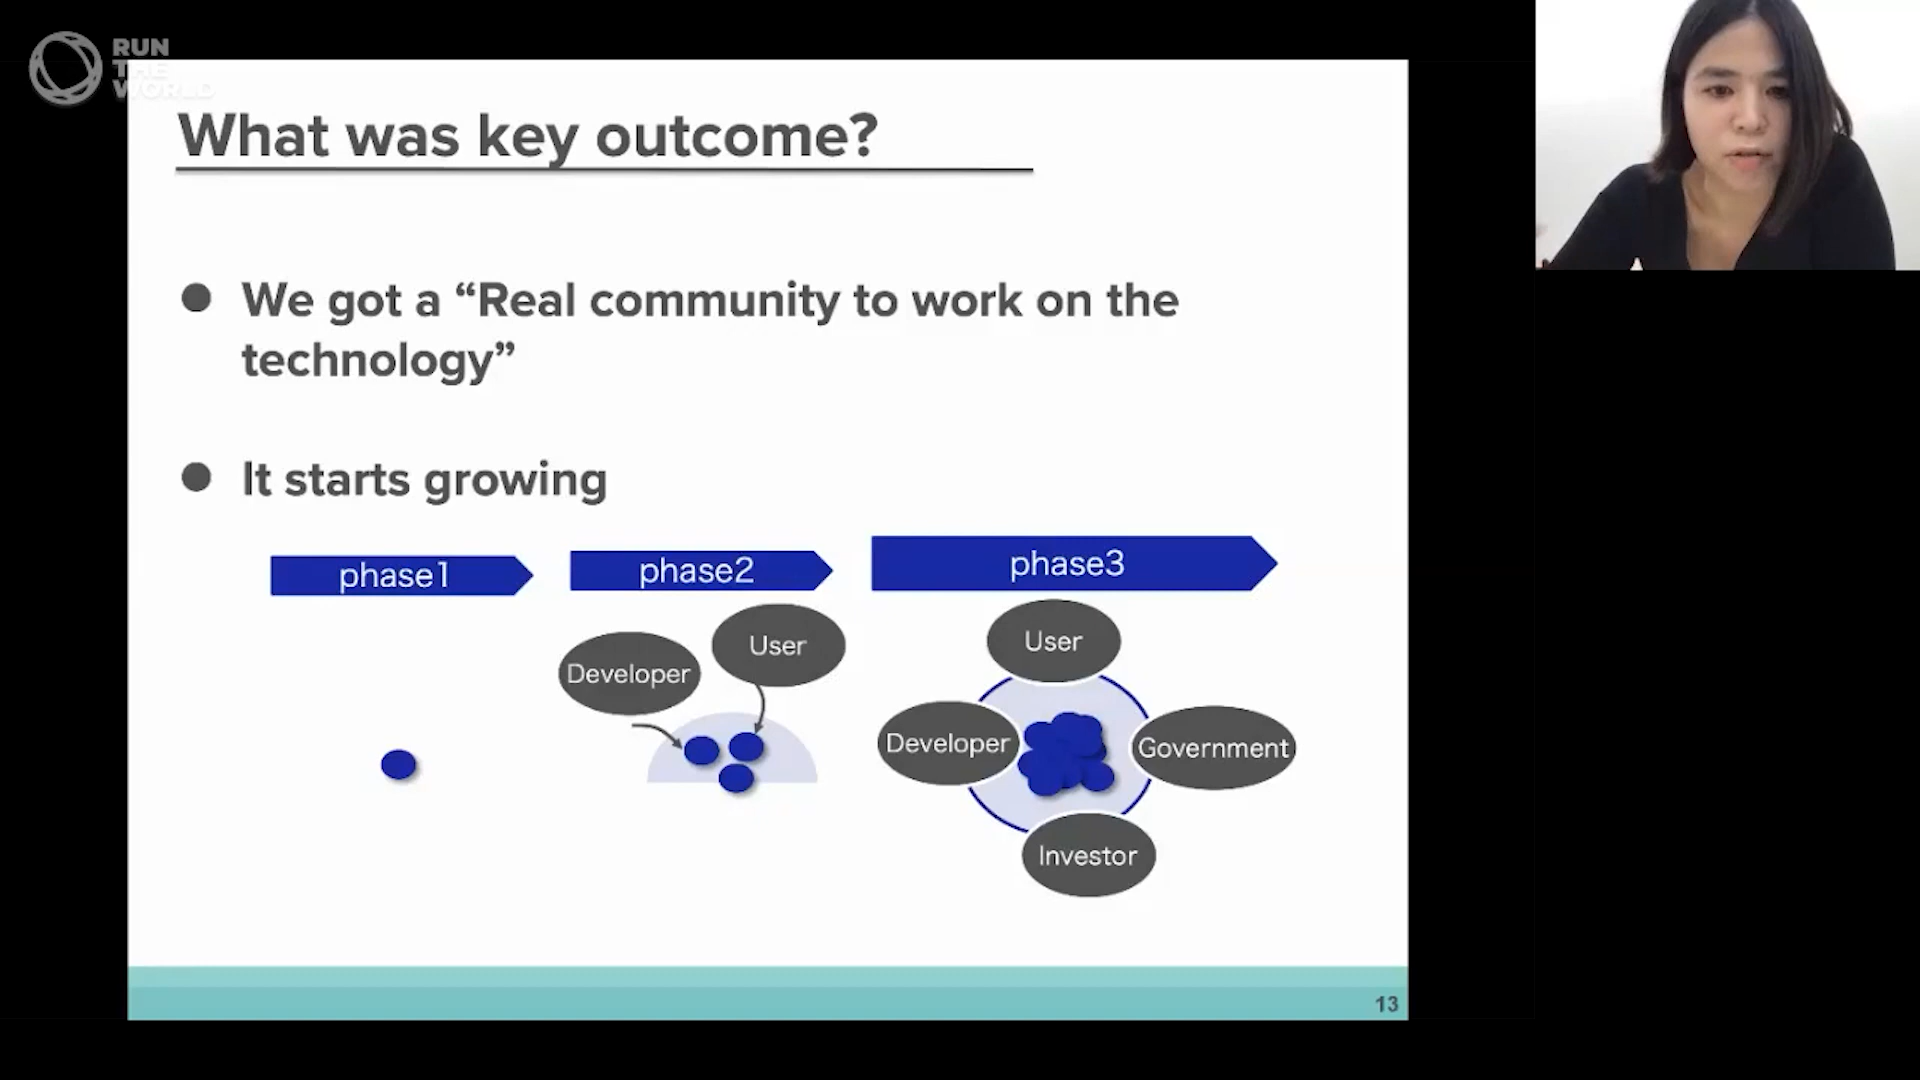 RUN
THE
WORLD
What was key outcome?
● We got a “Real community to work on the
technology”
● It starts growing
phase1
phase2
phase3
Developer
User
User
Developer
Government
Investor
13